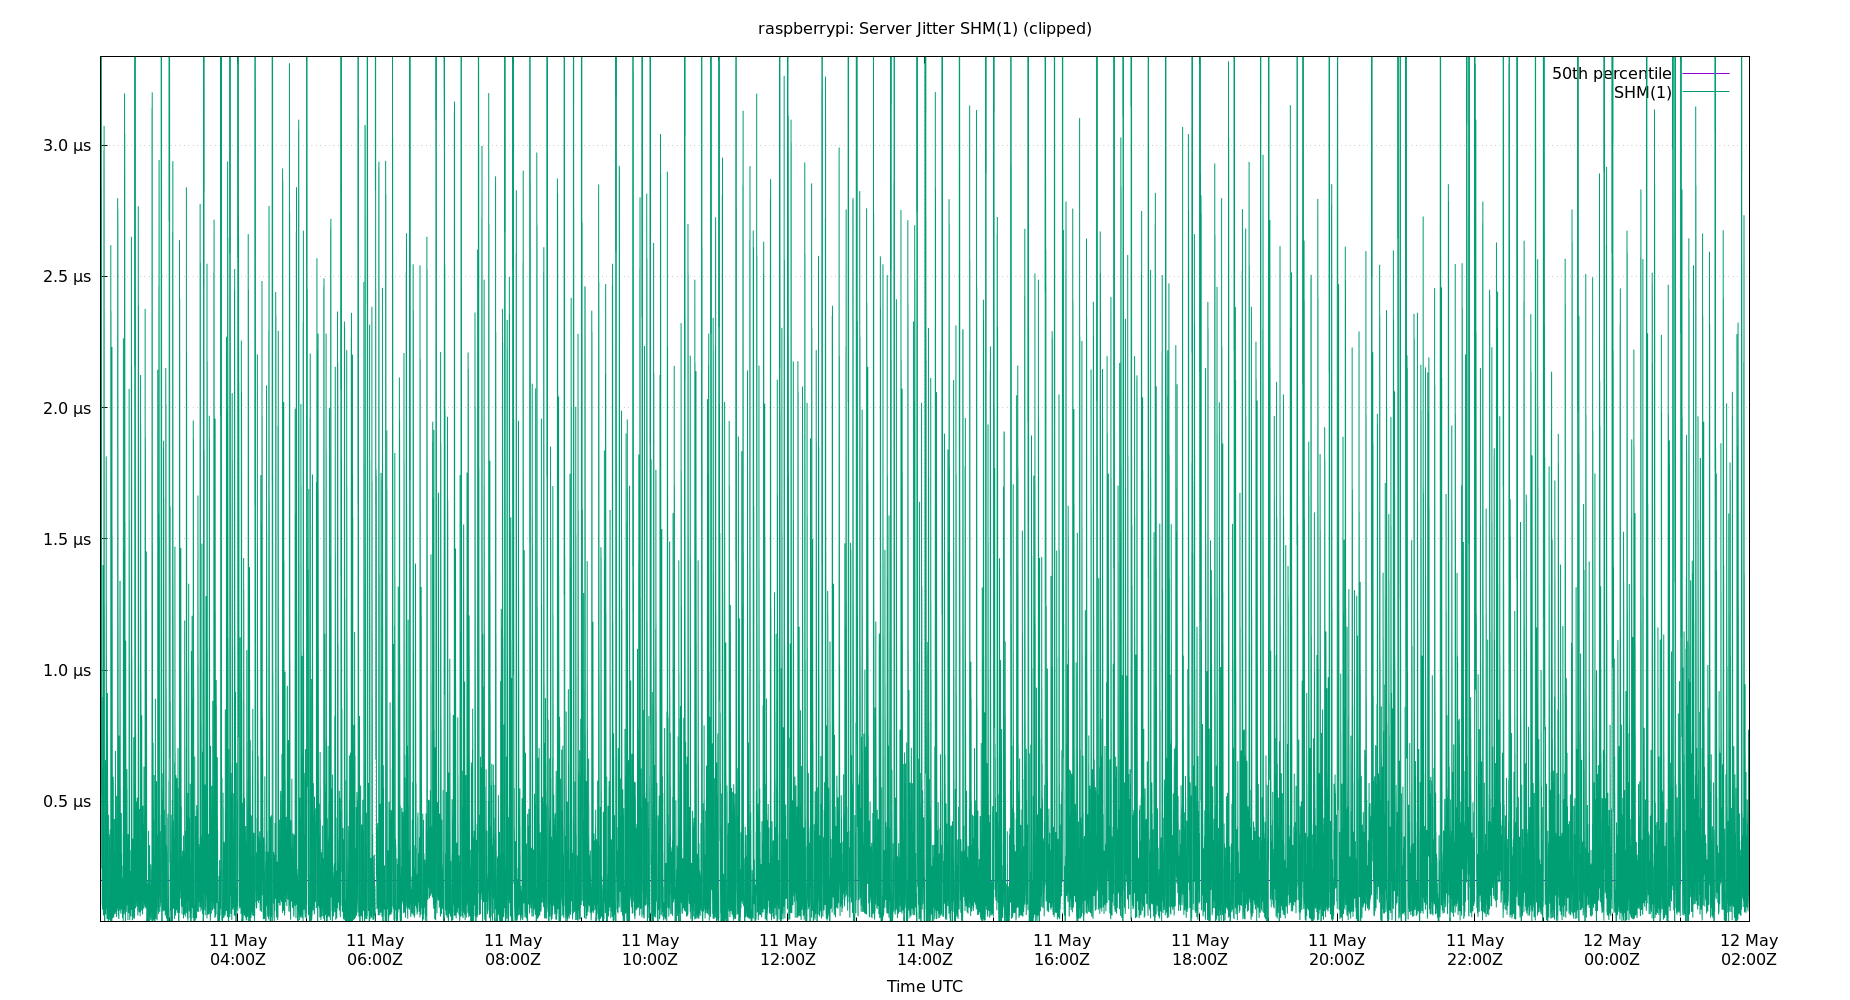 raspberrypi: Server Jitter SHM(1) (clipped)
50th percentile
SHM(1)
3.0 µs
2.5 µs
2.0 µs
1.5 µs
1.0 µs
0.5 µs
11 May 11 May 11 May 11 May 11 May 11 May 11 May 11 May 11 May 11 May 12 May 12 May
04:00Z 06:00Z 08:00Z 10:00Z 12:00Z 14:00Z 16:00Z 18:00Z 20:00Z 22:00Z 00:00Z 02:00Z
Time UTC